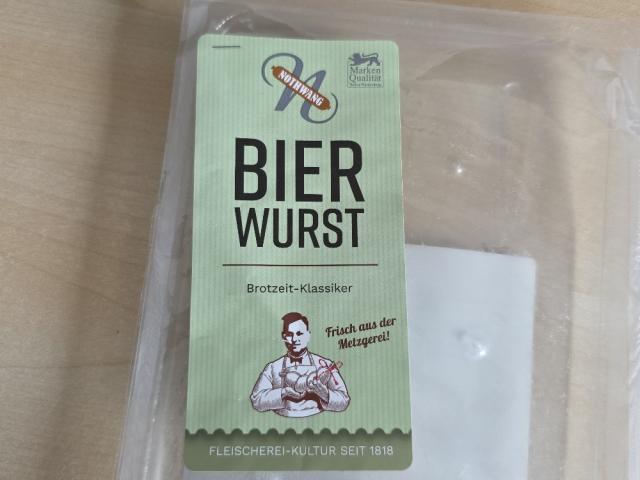 NOTHWANG
Marken
Qualität
BIER
WURST
Brotzeit-Klassiker
Frisch aus der
Metzgerei!
FLEISCHEREI-KULTUR SEIT 1818